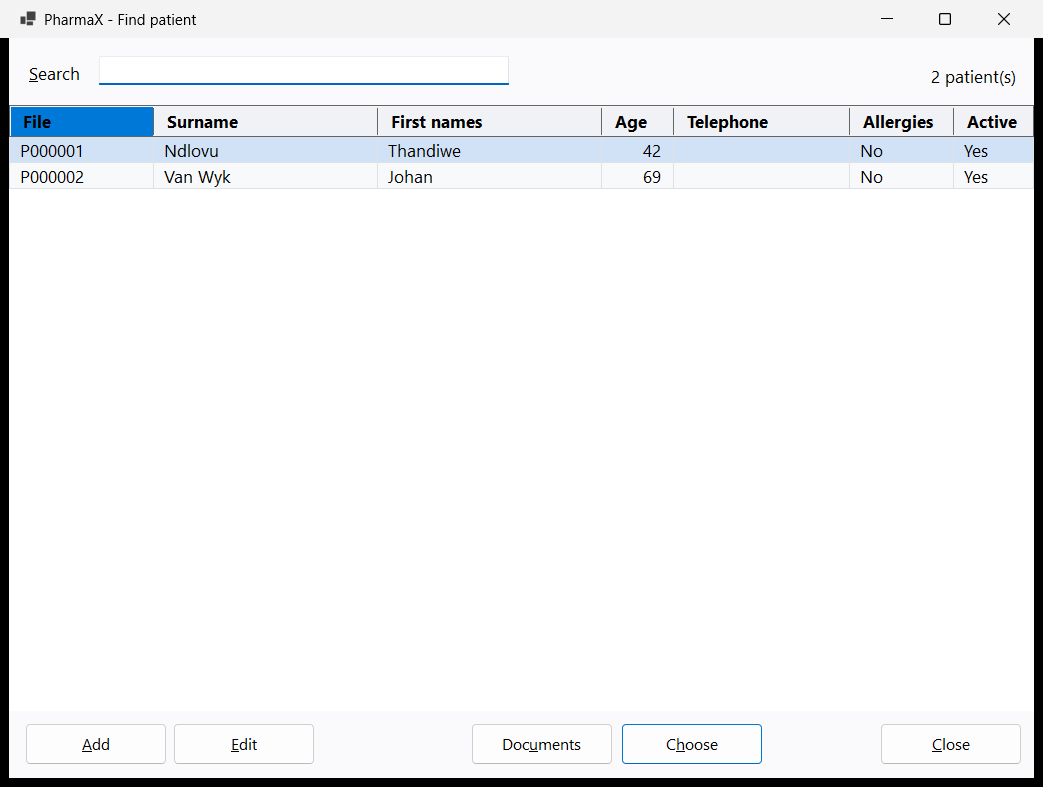 PharmaX - Find patient
Search
2 patient(s)
File Surname First names Age Telephone Allergies Active
P000001 Ndlovu Thandiwe 42 No Yes
P000002 Van Wyk Johan 69 No Yes
Add Edit Documents Choose Close